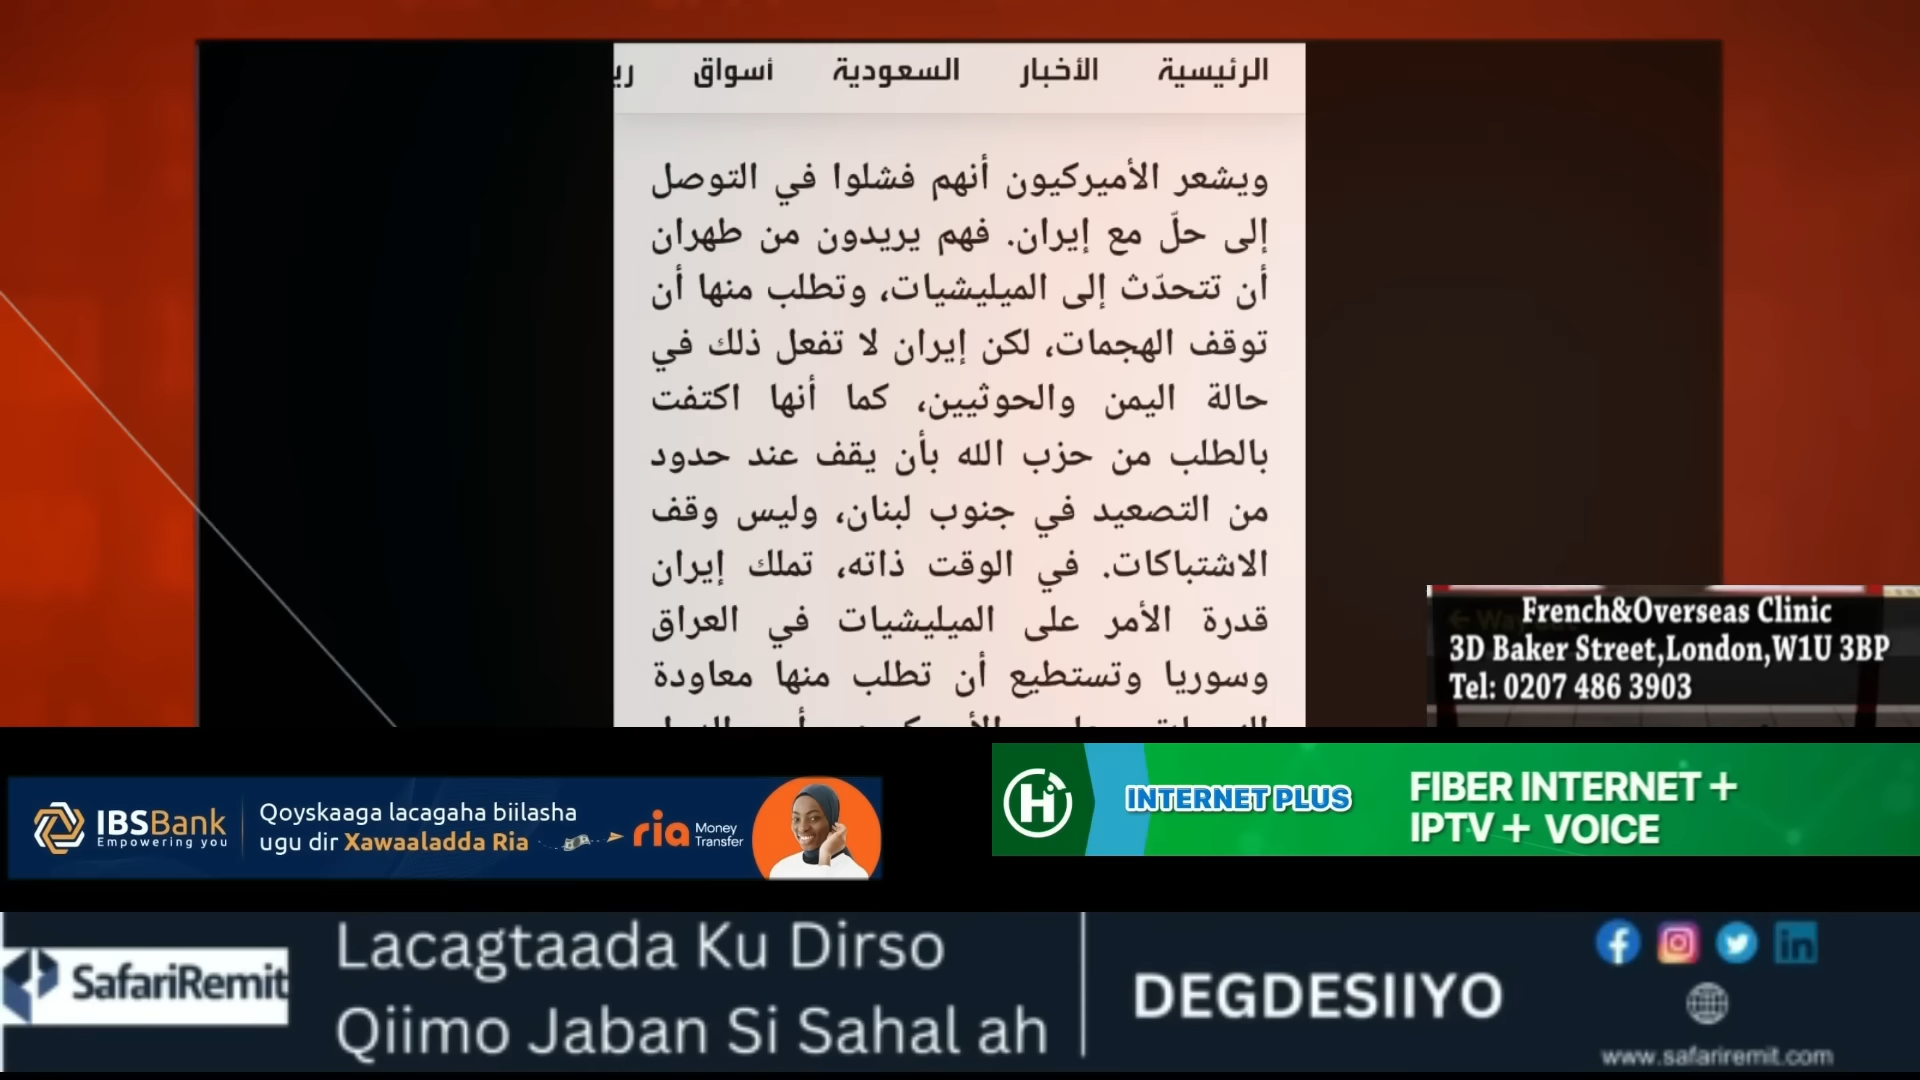 الرئيسية الأخبار السعودية أسواق
ويشعر الأميركيون أنهم فشلوا في التوصل
إلى حلّ مع إيران. فهم يريدون من طهران
أن تتحدّث إلى الميليشيات، وتطلب منها أن
توقف الهجمات، لكن إيران لا تفعل ذلك في
حالة اليمن والحوثيين، كما أنها اكتفت
بالطلب من حزب الله بأن يقف عند حدود
من التصعيد في جنوب لبنان، وليس وقف
الاشتباكات. في الوقت ذاته، تملك إيران
قدرة الأمر على الميليشيات في العراق
وسوريا وتستطيع أن تطلب منها معاودة
French&Overseas Clinic
3D Baker Street,London,W1U 3BP
Tel: 0207 486 3903
IBSBank
Empowering you
Qoyskaaga lacagaha biilasha
ugu dir Xawaaladda Ria
ria Money
Transfer
H
INTERNET PLUS
FIBER INTERNET +
IPTV + VOICE
SafariRemit
Lacagtaada Ku Dirso
Qiimo Jaban Si Sahal ah
DEGDESIIYO
www.safariremit.com